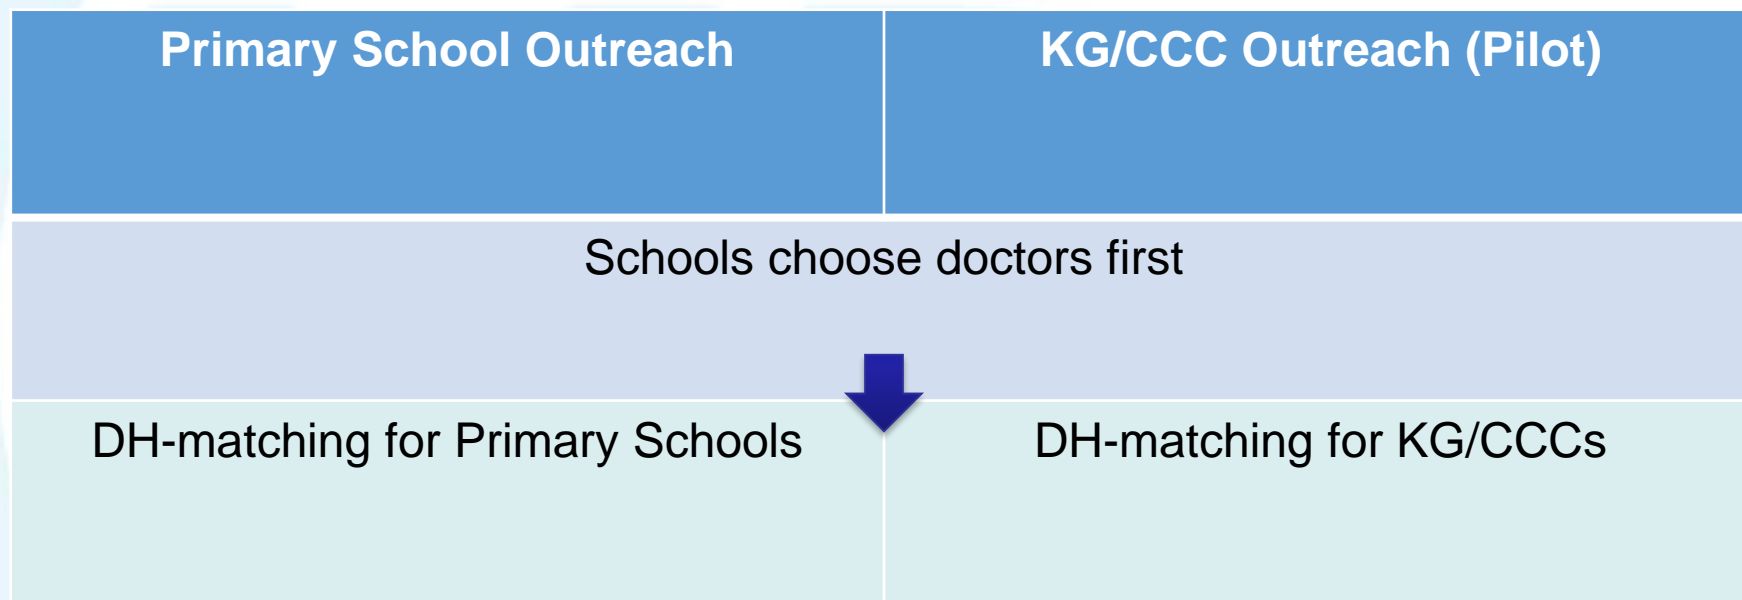 Primary School Outreach
KG/CCC Outreach (Pilot)
Schools choose doctors first
DH-matching for Primary Schools
DH-matching for KG/CCCs